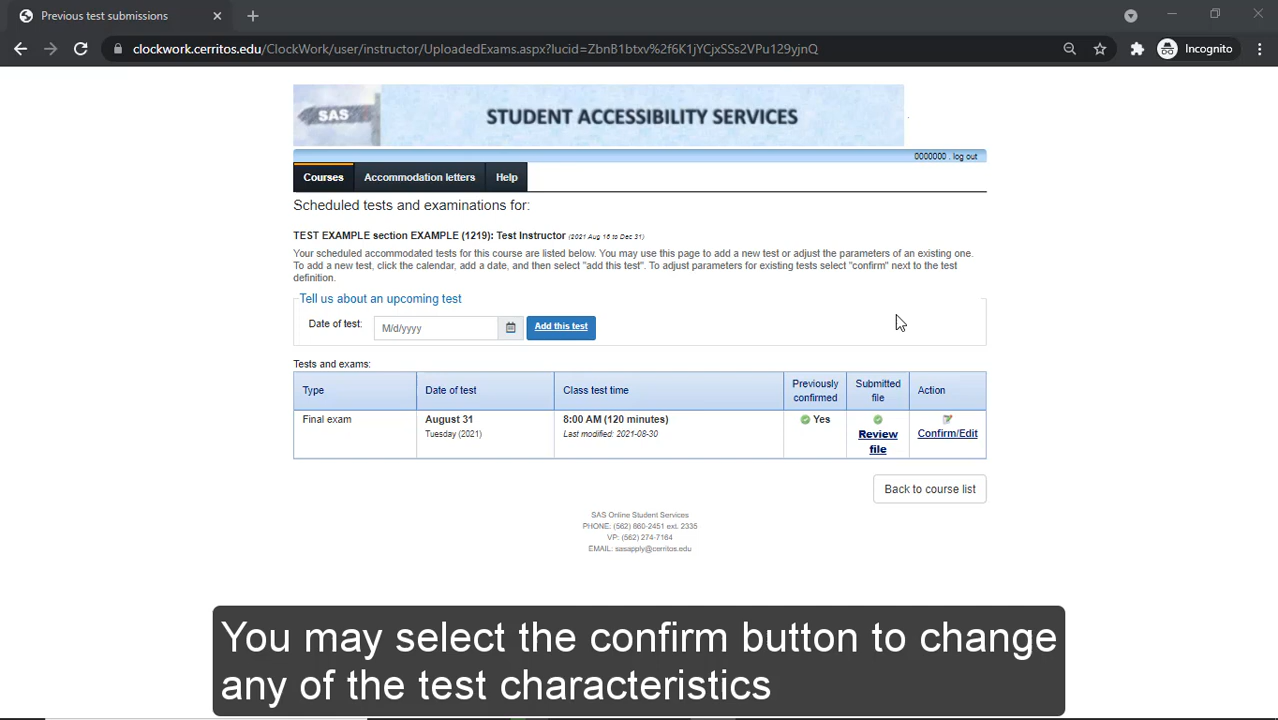 Previous test submissions
clockwork.cerritos.edu/ClockWork/user/instructor/UploadedExams.aspx?lucid=ZbnB1btxv%2f6K1jYCjxSSs2VPu129yjnQ
Incognito
SAS
STUDENT ACCESSIBILITY SERVICES
0000000 . log out
Courses Accommodation letters Help
Scheduled tests and examinations for:
TEST EXAMPLE section EXAMPLE (1219): Test Instructor (2021 Aug 16 to Dec 31)
Your scheduled accommodated tests for this course are listed below. You may use this page to add a new test or adjust the parameters of an existing one.
To add a new test, click the calendar, add a date, and then select "add this test". To adjust parameters for existing tests select "confirm" next to the test
definition.
Tell us about an upcoming test
Date of test: M/d/yyyy Add this test
Tests and exams:
Type Date of test Class test time Previously confirmed Submitted file Action
Final exam August 31 8:00 AM (120 minutes) Yes Review file Confirm/Edit
Tuesday (2021) Last modified: 2021-08-30
Back to course list
SAS Online Student Services
PHONE: (562) 860-2451 ext. 2335
VP: (562) 274-7164
EMAIL: sasapply@cerritos.edu
You may select the confirm button to change
any of the test characteristics